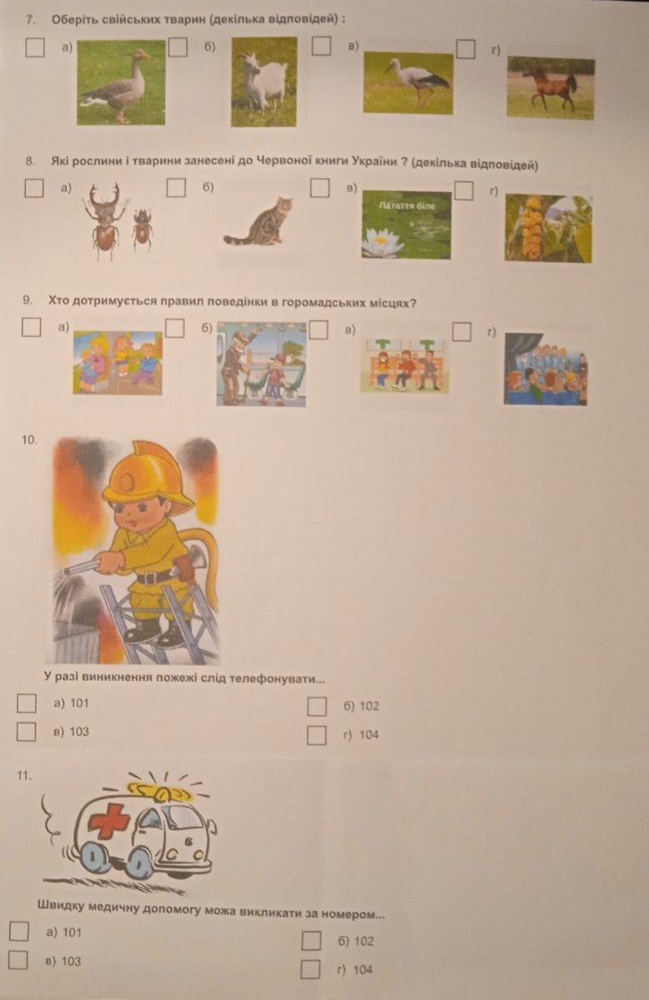 7. Оберіть свійських тварин (декілька відповідей) :
а) б) в) г)
8. Які рослини і тварини занесені до Червоної книги України ? (декілька відповідей)
а) б) в) г)
Латаття біле
9. Хто дотримується правил поведінки в горомадських місцях?
а) б) в) г)
10.
У разі виникнення пожежі слід телефонувати...
а) 101 б) 102
в) 103 г) 104
11.
Швидку медичну допомогу можа викликати за номером...
а) 101 б) 102
в) 103 г) 104